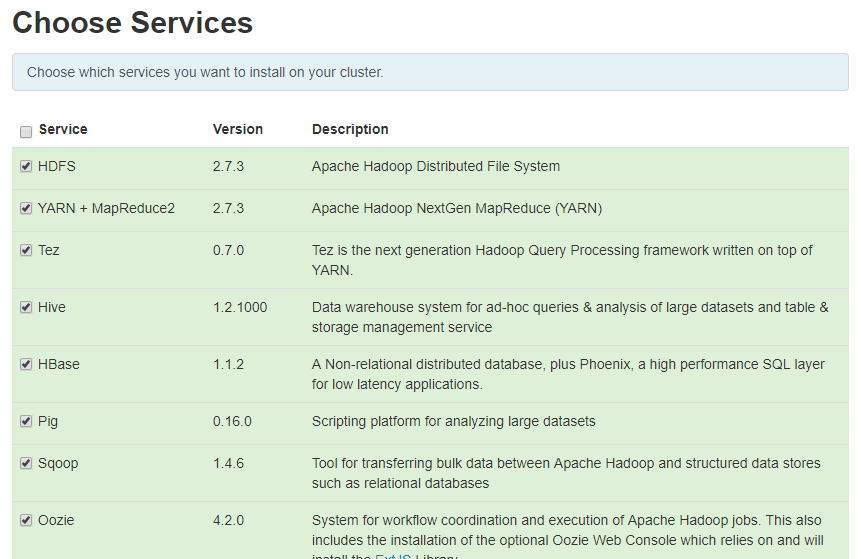 Choose Services
Choose which services you want to install on your cluster.
Service Version Description
HDFS 2.7.3 Apache Hadoop Distributed File System
YARN + MapReduce2 2.7.3 Apache Hadoop NextGen MapReduce (YARN)
Tez 0.7.0 Tez is the next generation Hadoop Query Processing framework written on top of
YARN.
Hive 1.2.1000 Data warehouse system for ad-hoc queries & analysis of large datasets and table &
storage management service
HBase 1.1.2 A Non-relational distributed database, plus Phoenix, a high performance SQL layer
for low latency applications.
Pig 0.16.0 Scripting platform for analyzing large datasets
Sqoop 1.4.6 Tool for transferring bulk data between Apache Hadoop and structured data stores
such as relational databases
Oozie 4.2.0 System for workflow coordination and execution of Apache Hadoop jobs. This also
includes the installation of the optional Oozie Web Console which relies on and will
install the ExtJS Library